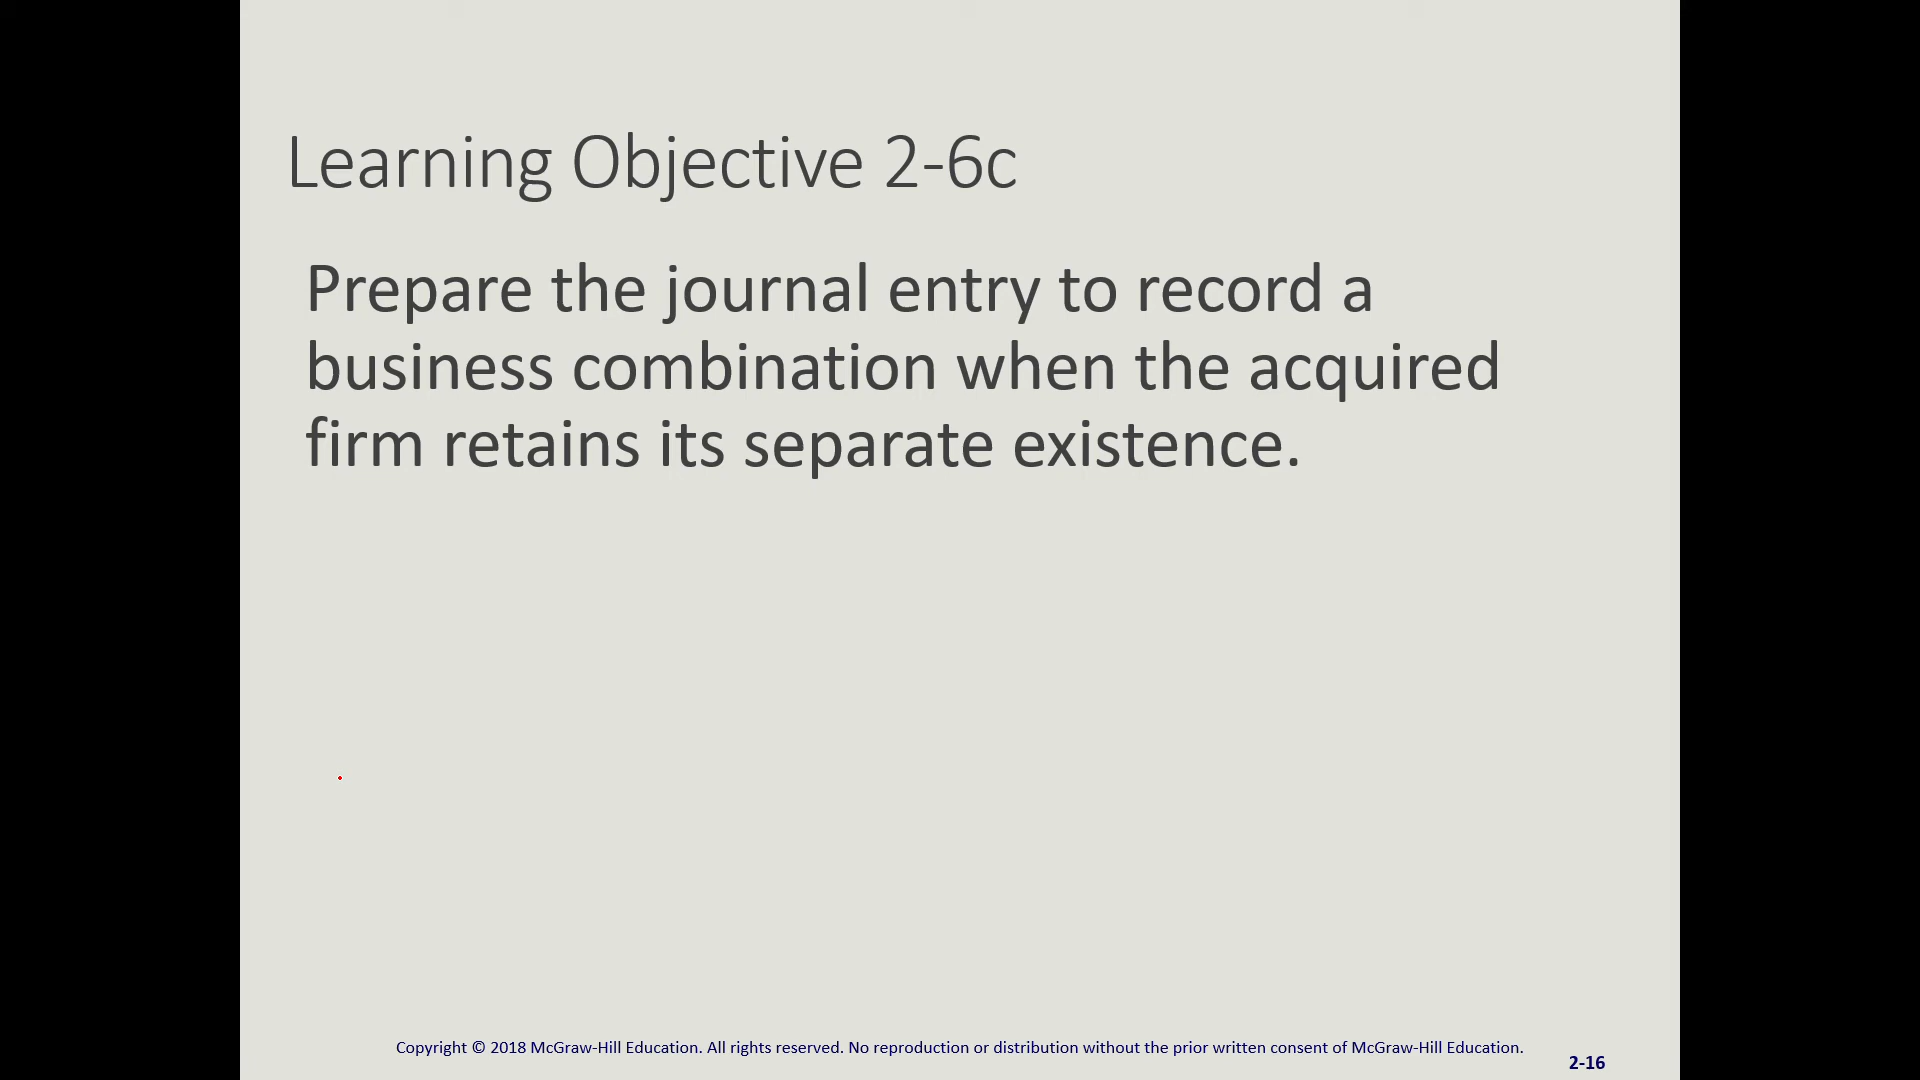 Learning Objective 2-6c
Prepare the journal entry to record a
business combination when the acquired
firm retains its separate existence.
Copyright © 2018 McGraw-Hill Education. All rights reserved. No reproduction or distribution without the prior written consent of McGraw-Hill Education.
2-16